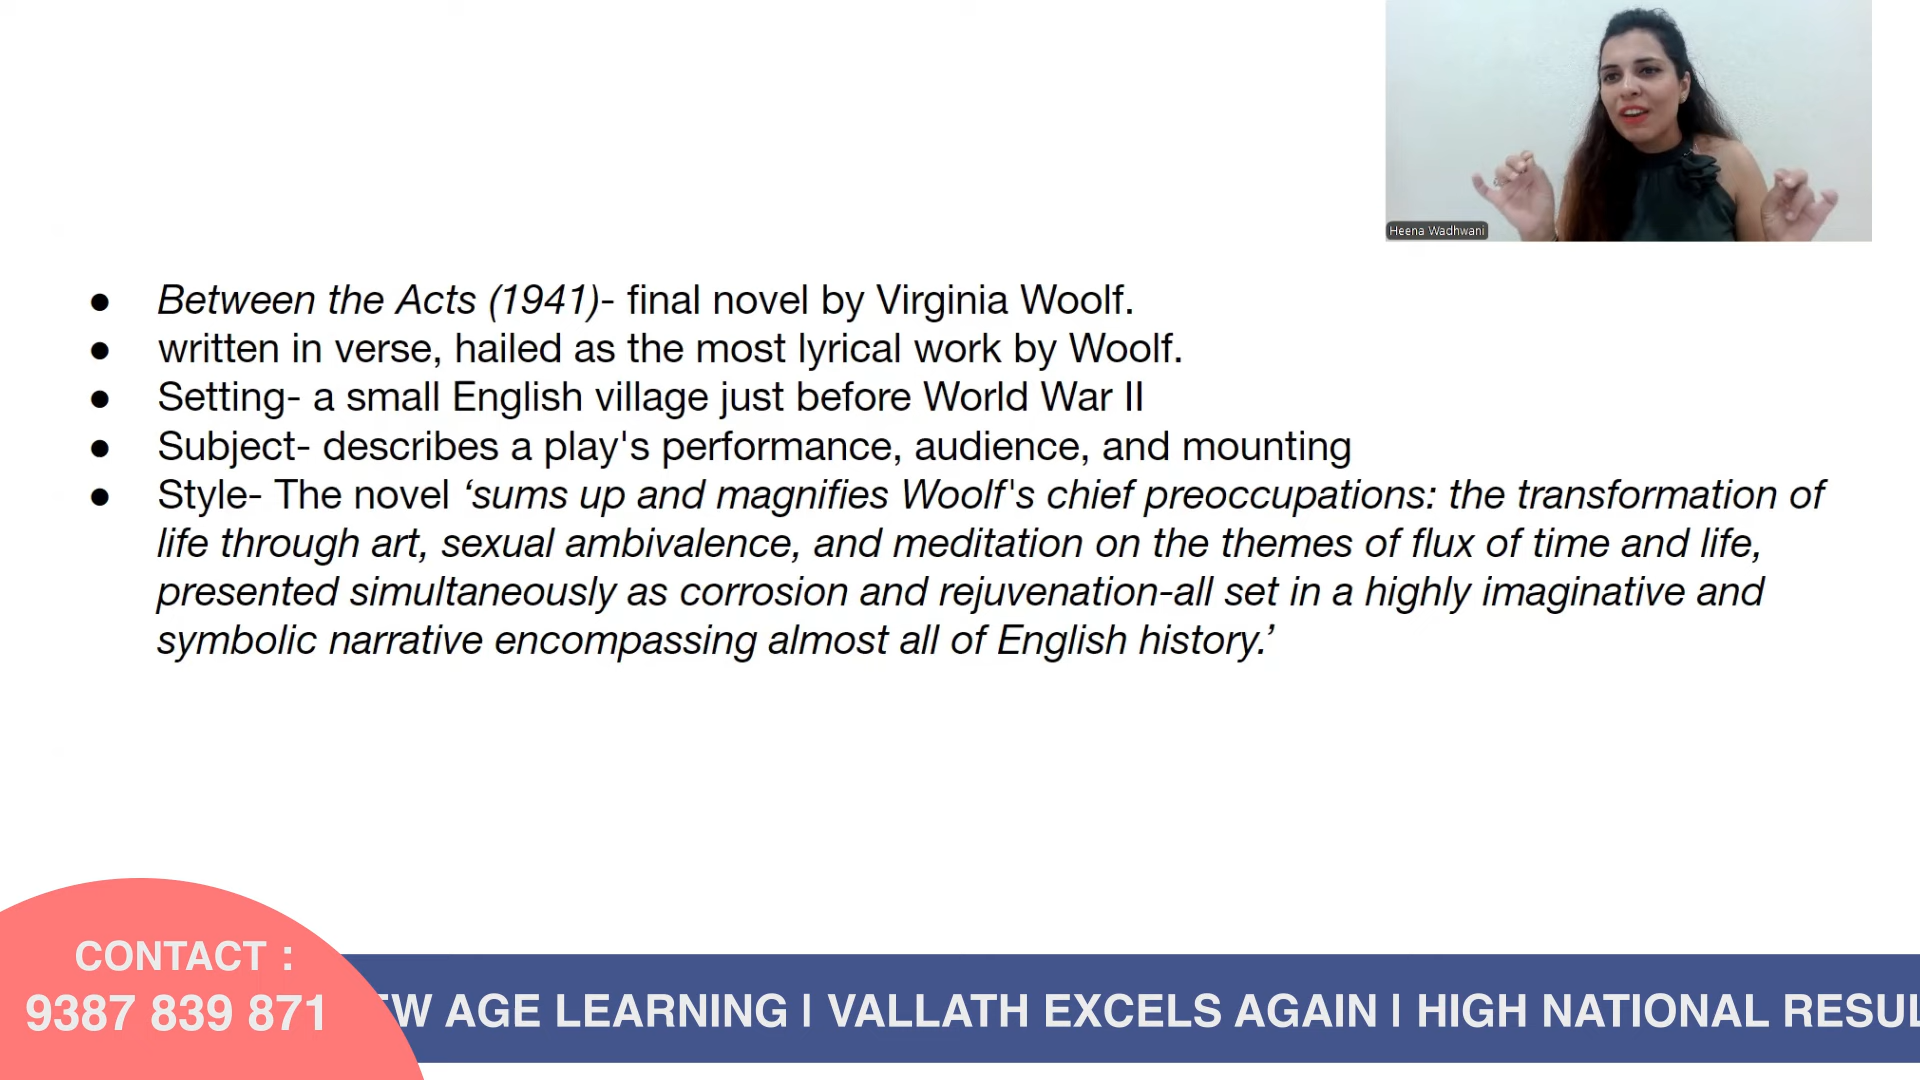 Heena Wadhwani
● Between the Acts (1941)- final novel by Virginia Woolf.
● written in verse, hailed as the most lyrical work by Woolf.
● Setting- a small English village just before World War II
● Subject- describes a play's performance, audience, and mounting
● Style- The novel ‘sums up and magnifies Woolf's chief preoccupations: the transformation of
life through art, sexual ambivalence, and meditation on the themes of flux of time and life,
presented simultaneously as corrosion and rejuvenation-all set in a highly imaginative and
symbolic narrative encompassing almost all of English history.’
CONTACT :
9387 839 871
EW AGE LEARNING | VALLATH EXCELS AGAIN | HIGH NATIONAL RESUL